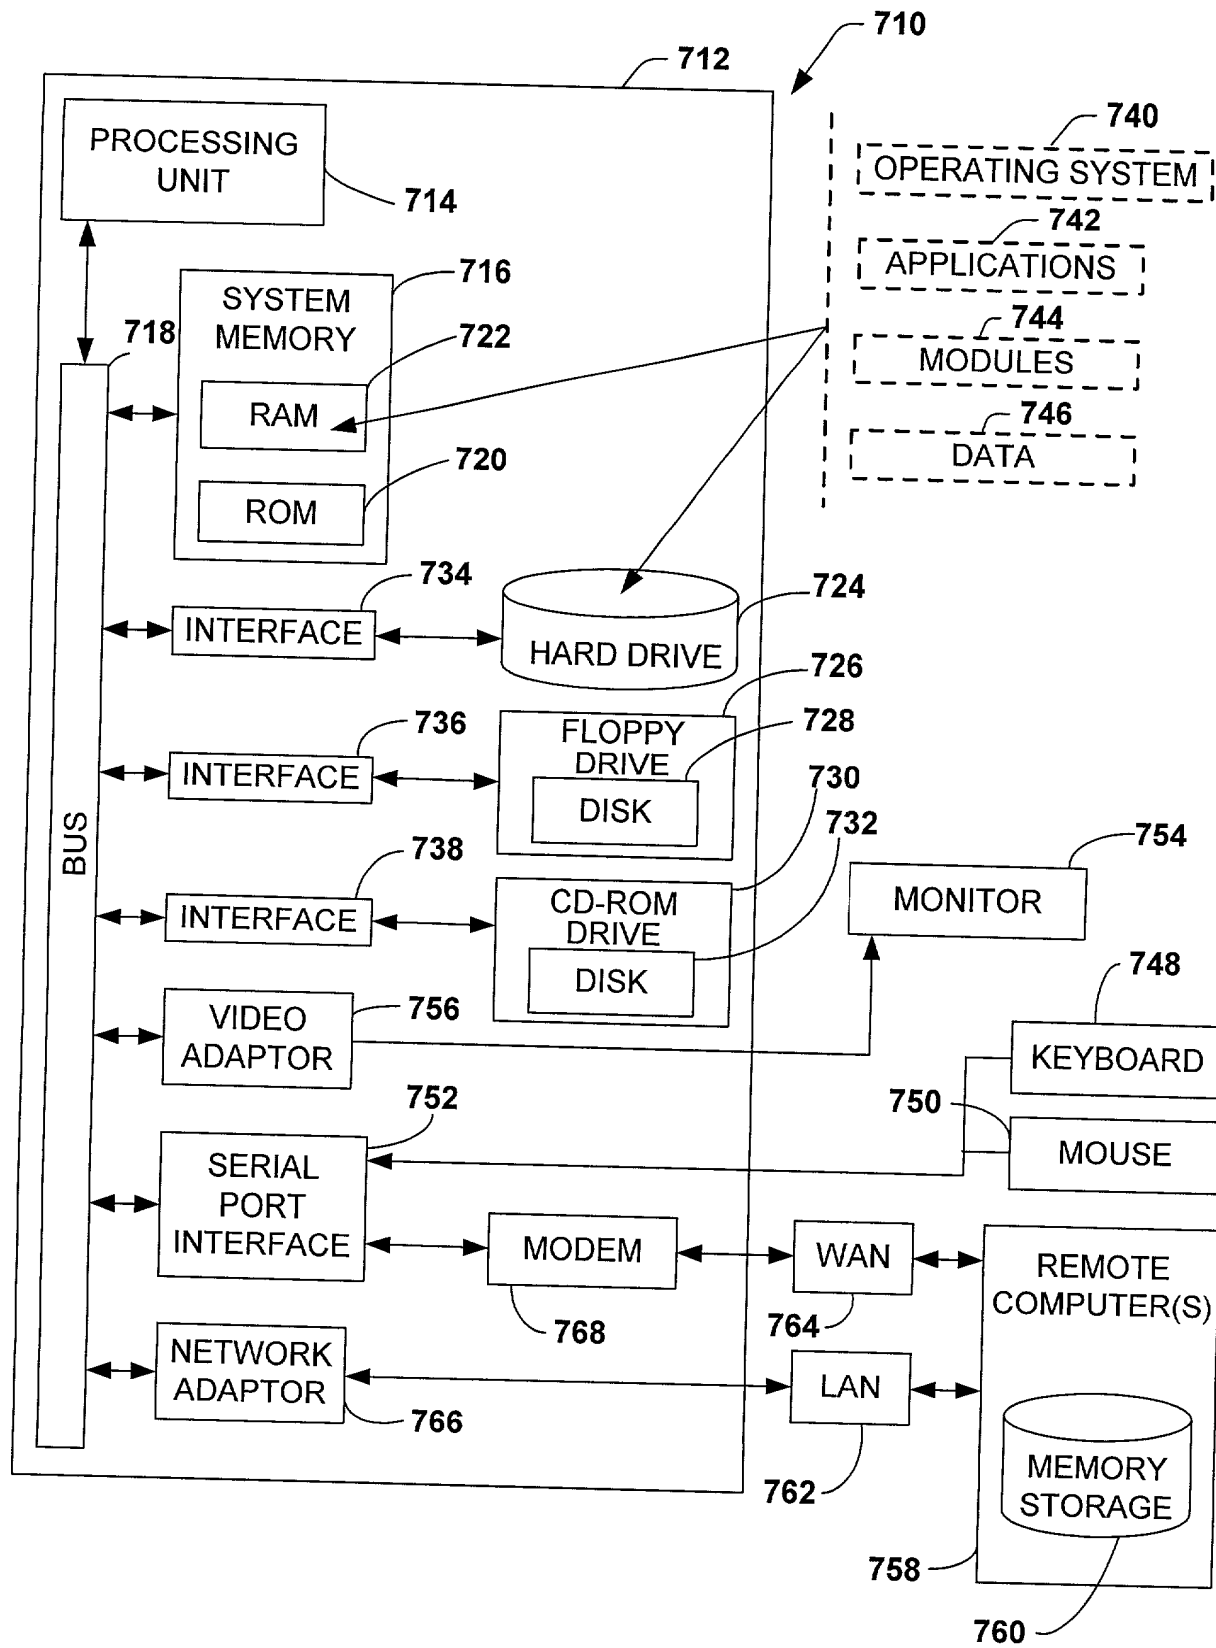 710
712
PROCESSING
UNIT
714
740
OPERATING SYSTEM
742
APPLICATIONS
744
MODULES
746
DATA
716
SYSTEM
MEMORY
718
722
RAM
720
ROM
734
INTERFACE
724
HARD DRIVE
726
736
INTERFACE
FLOPPY
DRIVE
728
DISK
730
732
738
INTERFACE
CD-ROM
DRIVE
DISK
BUS
754
MONITOR
748
KEYBOARD
750
MOUSE
756
VIDEO
ADAPTOR
752
SERIAL
PORT
INTERFACE
MODEM
768
WAN
764
REMOTE
COMPUTER(S)
NETWORK
ADAPTOR
766
LAN
762
MEMORY
STORAGE
758
760